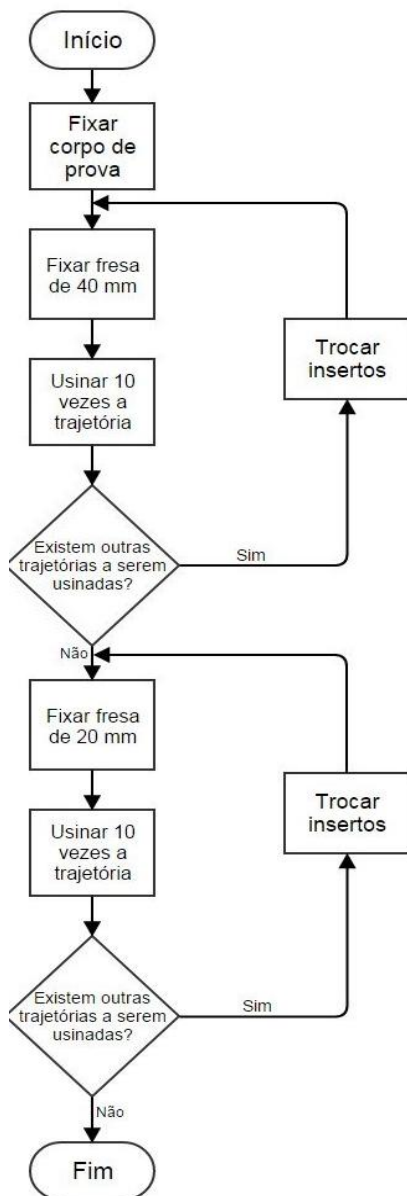 Início
Fixar
corpo de
prova
Fixar fresa
de 40 mm
Trocar
insertos
Usinar 10
vezes a
trajetória
Existem outras
trajetórias a serem
usinadas?
Sim
Não
Fixar fresa
de 20 mm
Trocar
insertos
Usinar 10
vezes a
trajetória
Existem outras
trajetórias a serem
usinadas?
Sim
Não
Fim